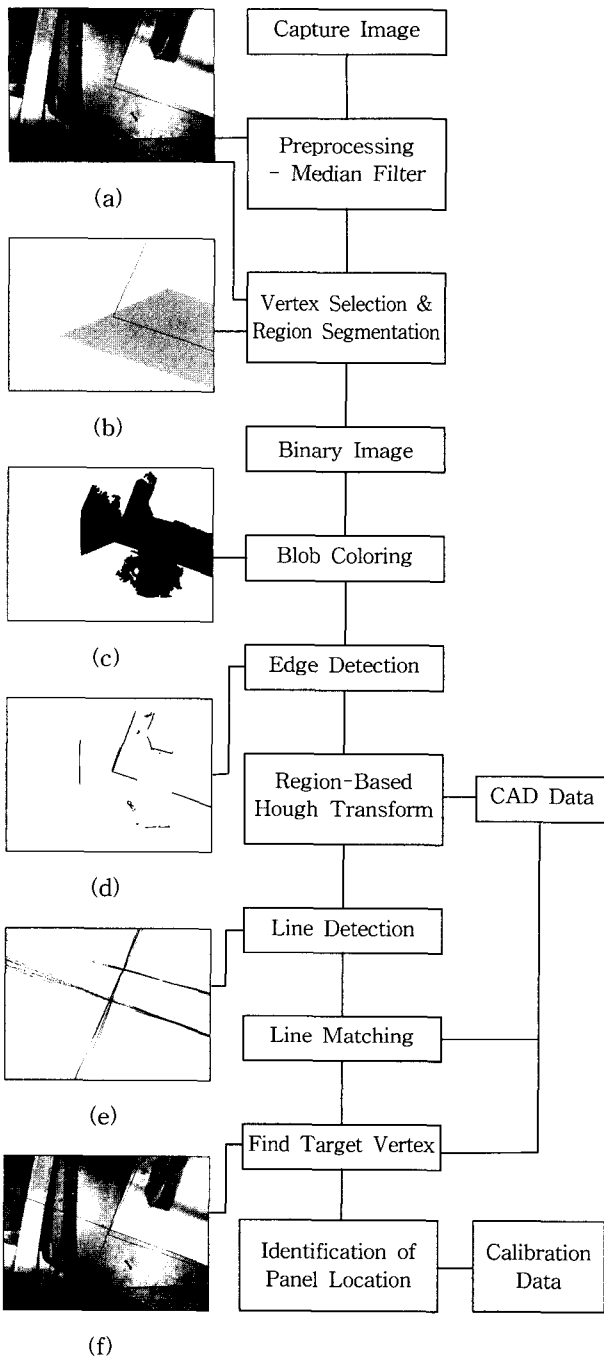 Capture Image
Preprocessing
- Median Filter
(a)
Vertex Selection &
Region Segmentation
(b)
Binary Image
Blob Coloring
(c)
Edge Detection
Region-Based
Hough Transform
CAD Data
(d)
Line Detection
Line Matching
(e)
Find Target Vertex
Identification of
Panel Location
Calibration
Data
(f)